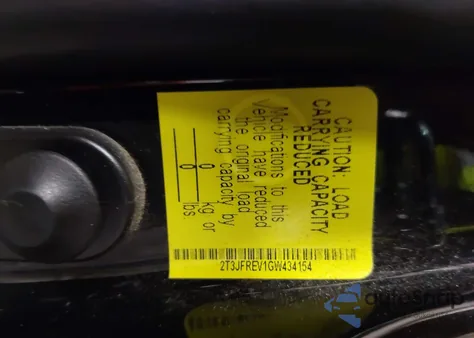 CAUTION: LOAD
CARRYING CAPACITY
REDUCED
Modifications to this
vehicle have reduced
the original load
carrying capacity by
0 kg or
0 lbs
2T3JFREV1GW434154
autoshop